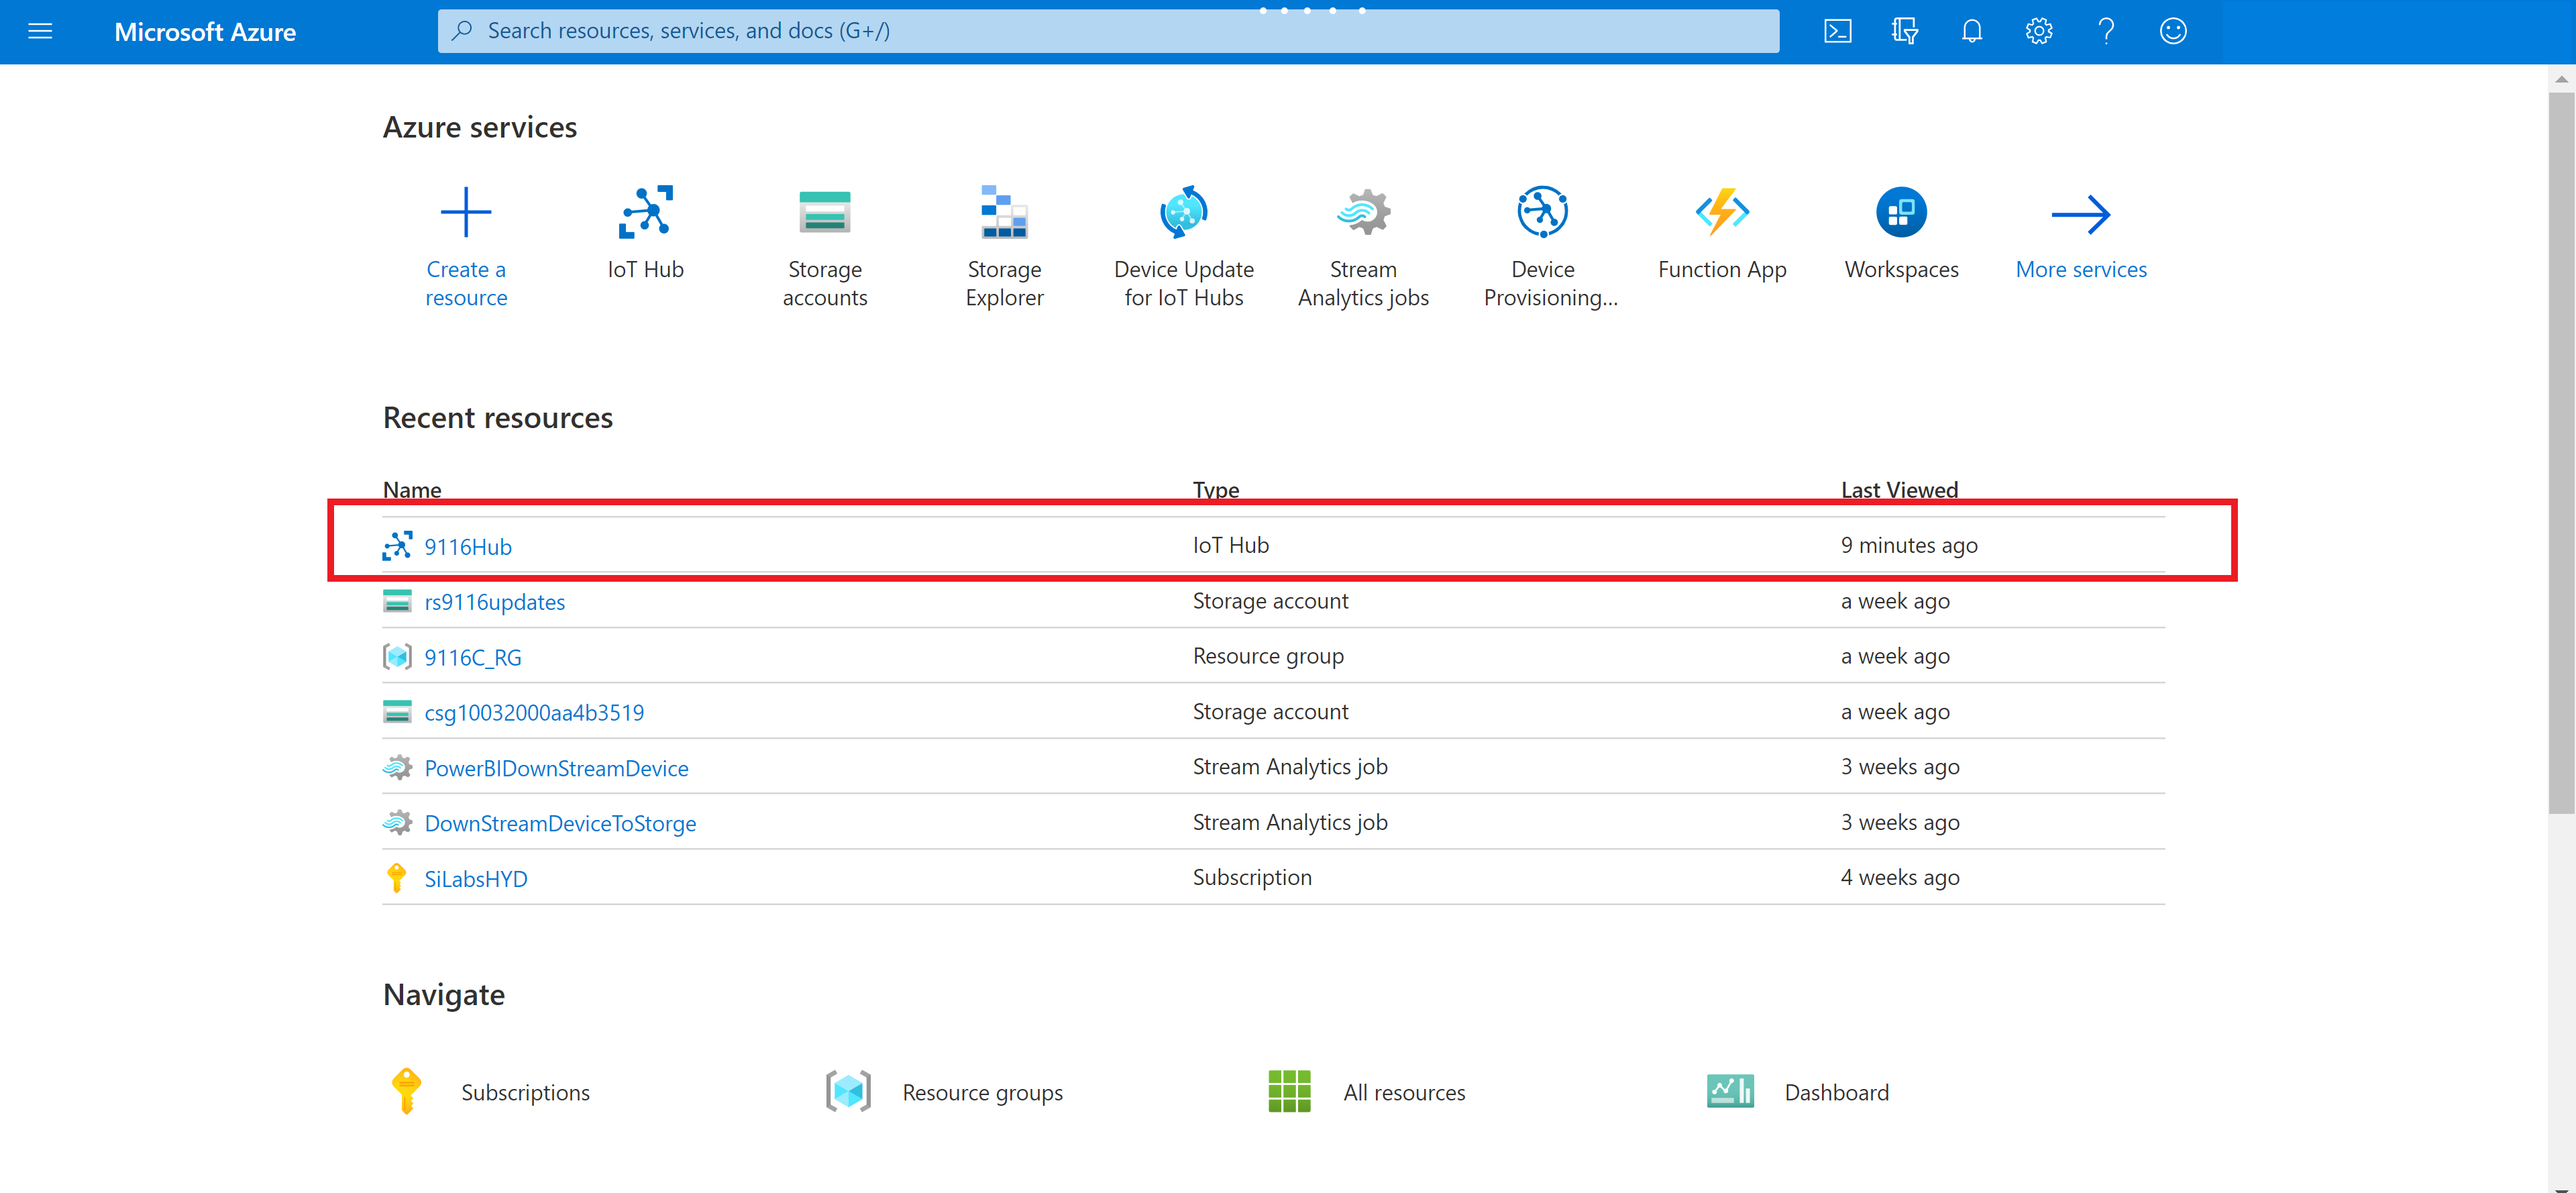 Microsoft Azure
Search resources, services, and docs (G+/)
Azure services
Create a resource
IoT Hub
Storage accounts
Storage Explorer
Device Update for IoT Hubs
Stream Analytics jobs
Device Provisioning...
Function App
Workspaces
More services
Recent resources
Name Type Last Viewed
9116Hub IoT Hub 9 minutes ago
rs9116updates Storage account a week ago
9116C_RG Resource group a week ago
csg10032000aa4b3519 Storage account a week ago
PowerBIDownStreamDevice Stream Analytics job 3 weeks ago
DownStreamDeviceToStorge Stream Analytics job 3 weeks ago
SiLabsHYD Subscription 4 weeks ago
Navigate
Subscriptions Resource groups All resources Dashboard